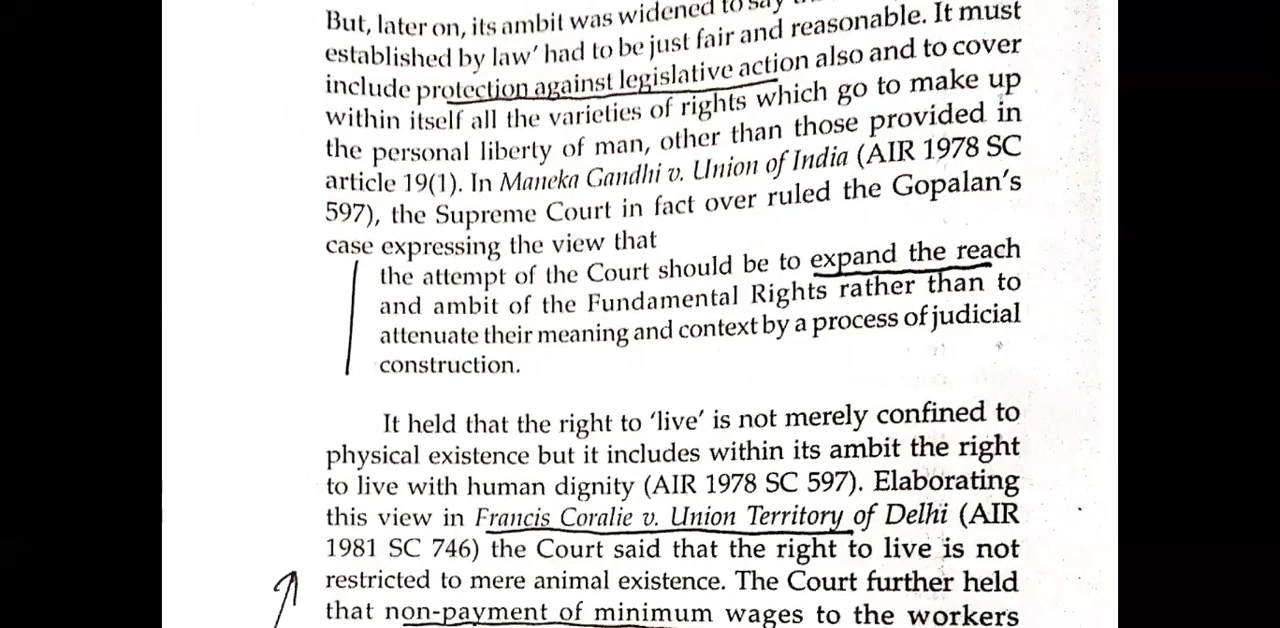 But, later on, its ambit was widened to say
established by law' had to be just fair and reasonable. It must
include protection against legislative action also and to cover
within itself all the varieties of rights which go to make up
the personal liberty of man, other than those provided in
article 19(1). In Maneka Gandhi v. Union of India (AIR 1978 SC
597), the Supreme Court in fact over ruled the Gopalan's
case expressing the view that
the attempt of the Court should be to expand the reach
and ambit of the Fundamental Rights rather than to
attenuate their meaning and context by a process of judicial
construction.
It held that the right to 'live' is not merely confined to
physical existence but it includes within its ambit the right
to live with human dignity (AIR 1978 SC 597). Elaborating
this view in Francis Coralie v. Union Territory of Delhi (AIR
1981 SC 746) the Court said that the right to live is not
restricted to mere animal existence. The Court further held
that non-payment of minimum wages to the workers